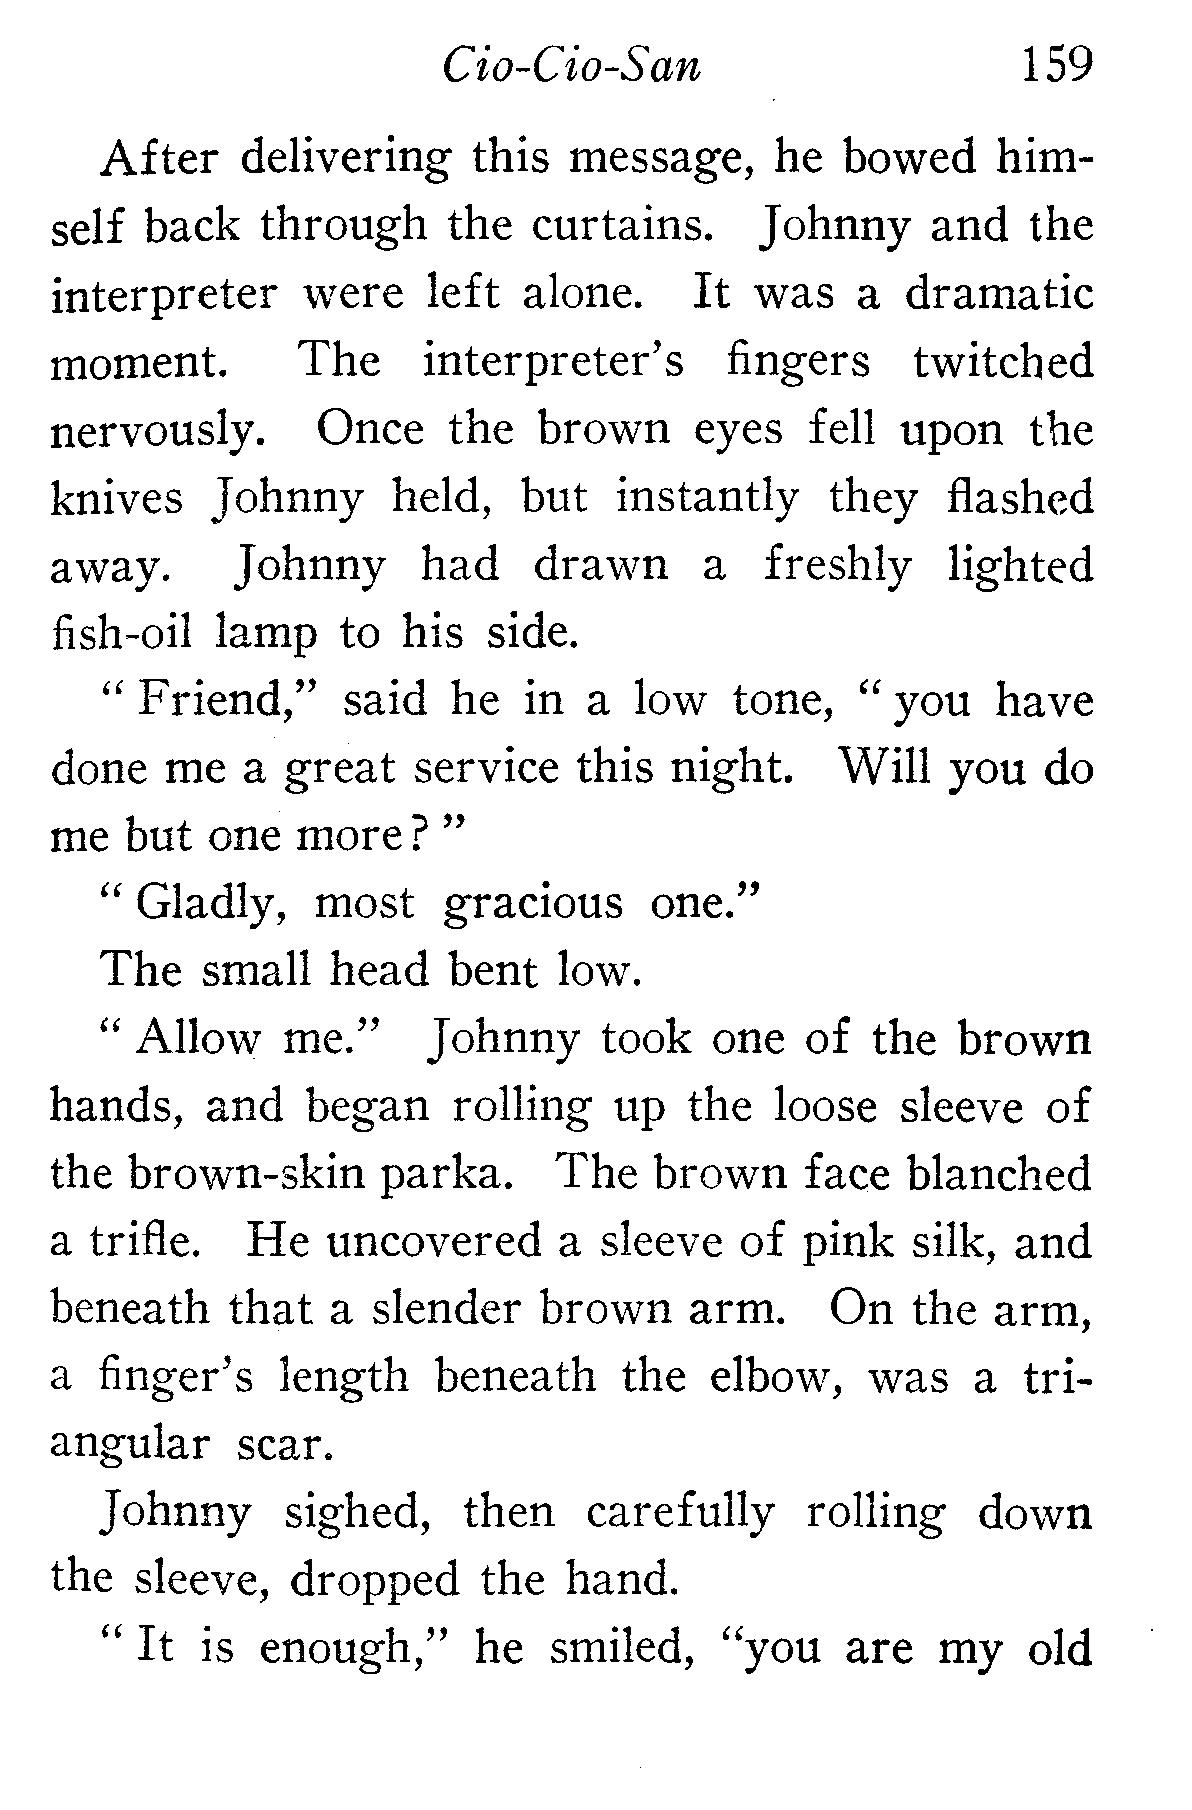 Cio-Cio-San 159
After delivering this message, he bowed him-
self back through the curtains. Johnny and the
interpreter were left alone. It was a dramatic
moment. The interpreter's fingers twitched
nervously. Once the brown eyes fell upon the
knives Johnny held, but instantly they flashed
away. Johnny had drawn a freshly lighted
fish-oil lamp to his side.
" Friend," said he in a low tone, " you have
done me a great service this night. Will you do
me but one more? "
" Gladly, most gracious one."
The small head bent low.
" Allow me." Johnny took one of the brown
hands, and began rolling up the loose sleeve of
the brown-skin parka. The brown face blanched
a trifle. He uncovered a sleeve of pink silk, and
beneath that a slender brown arm. On the arm,
a finger's length beneath the elbow, was a tri-
angular scar.
Johnny sighed, then carefully rolling down
the sleeve, dropped the hand.
" It is enough," he smiled, "you are my old